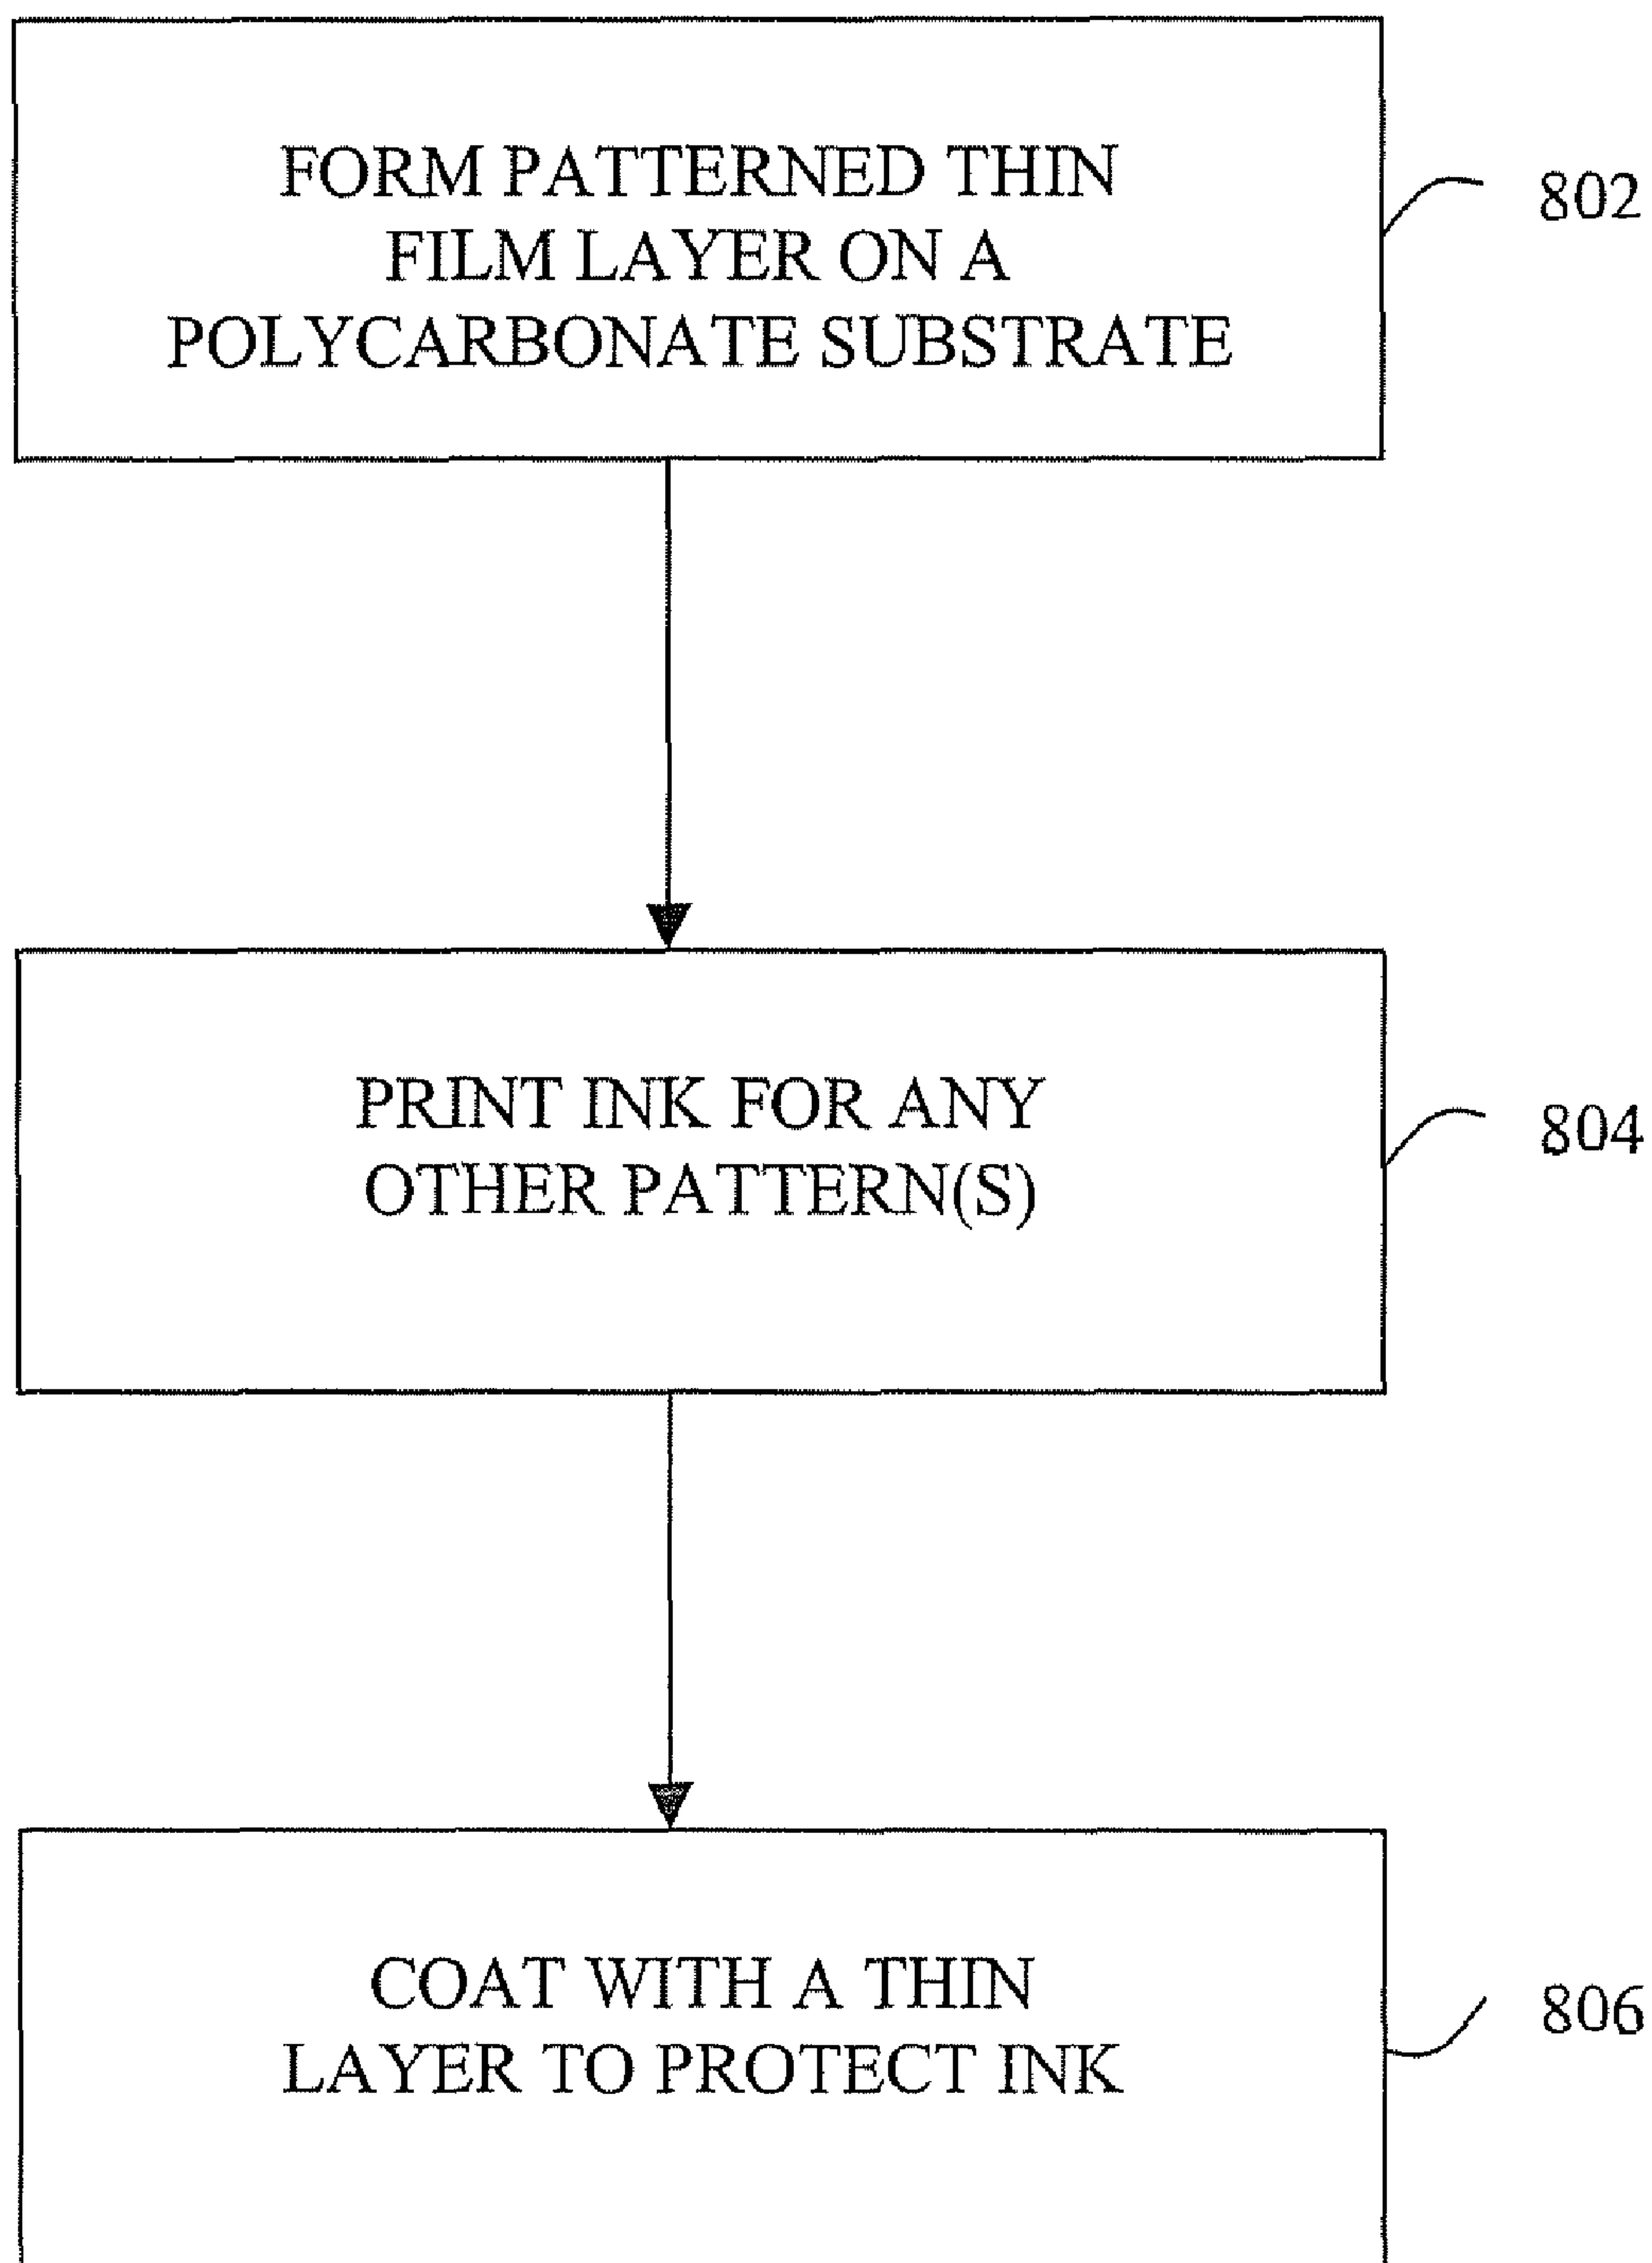 FORM PATTERNED THIN
FILM LAYER ON A
POLYCARBONATE SUBSTRATE
802
PRINT INK FOR ANY
OTHER PATTERN(S)
804
COAT WITH A THIN
LAYER TO PROTECT INK
806